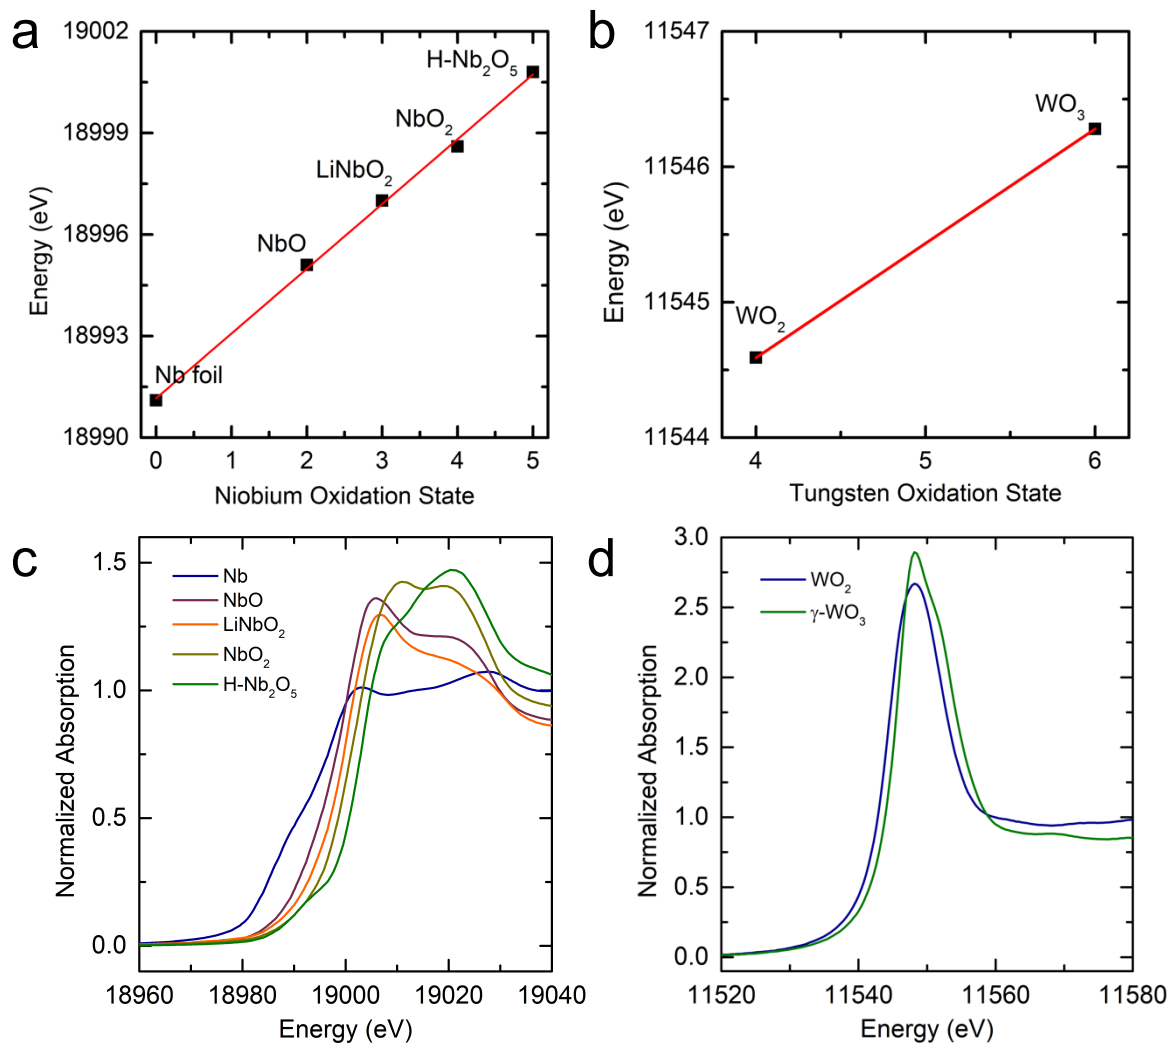 a
19002
18999
18996
18993
18990
Energy (eV)
H-Nb₂O₅
NbO₂
LiNbO₂
NbO
Nb foil
0 1 2 3 4 5
Niobium Oxidation State
b
11547
11546
11545
11544
Energy (eV)
WO₃
WO₂
4 5 6
Tungsten Oxidation State
c
1.5
1.0
0.5
0.0
Normalized Absorption
Nb
NbO
LiNbO₂
NbO₂
H-Nb₂O₅
18960 18980 19000 19020 19040
Energy (eV)
d
3.0
2.5
2.0
1.5
1.0
0.5
0.0
Normalized Absorption
WO₂
γ-WO₃
11520 11540 11560 11580
Energy (eV)